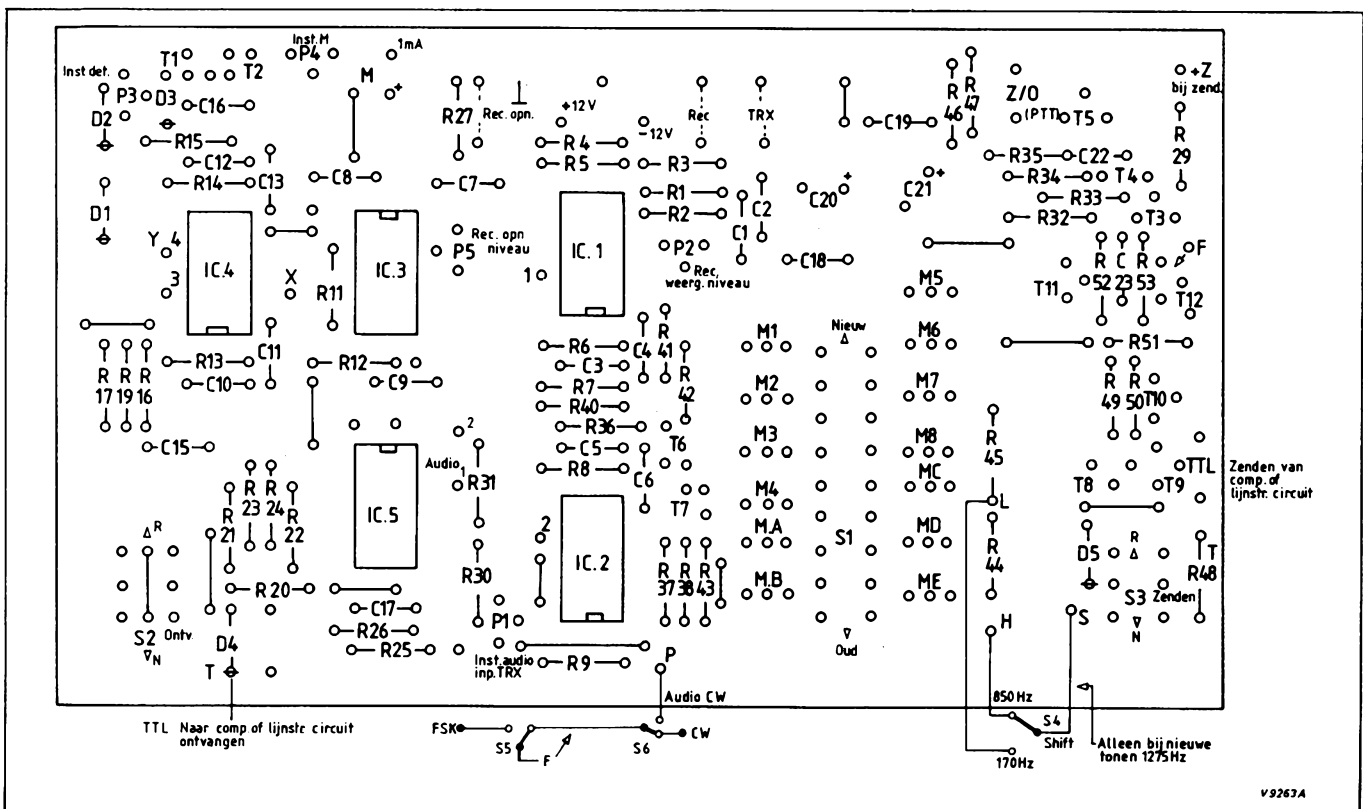 Inst.M
P4
1mA
T1
T2
M
+
Inst det.
P3
D3
D2
C16
R15
C12
R14
C13
C8
R27
Rec. opn.
⊥
+12V
-12V
Rec
TRX
R4
R5
R3
C7
R1
R2
C1
C2
C20
+
C21
+
C19
R
46
R
47
Z/O
(PTT)
T5
+Z
bij zend.
R
29
R35
C22
R34
T4
R33
R32
T3
D1
Y 4
3
IC.4
X
R11
IC.3
P5
Rec. opn
niveau
1
IC.1
P2
Rec,
weerg. niveau
C18
M5
T11
R
52
C
23
R
53
F
T12
R
17
R
19
R
16
R13
C10
C11
R12
C9
C15
R6
C3
R7
R40
R36
C5
R8
C4
R
41
R
42
T6
C6
T7
M1
M2
M3
M4
M.A
M.B
Nieuw
S1
Oud
M6
M7
M8
MC
MD
ME
R
45
L
R
44
H
R51
R
49
R
50
T10
T8
T9
TTL
Zenden van
comp. of
lijnstr. circuit
R
21
R
23
R
24
R
22
IC.5
2
Audio
1
R31
R30
2
IC.2
R
37
R
38
R
43
D5
R
S3
Zenden
N
T
R48
S
R
S2
Ontv.
N
R20
D4
T
C17
R26
R25
P1
Inst.audio
inp.TRX
R9
P
Audio CW
TTL Naar comp.of lijnstr circuit
ontvangen
FSK
S5
F
S6
CW
850Hz
S4
Shift
170Hz
Alleen bij nieuwe
tonen 1275Hz
V9263A